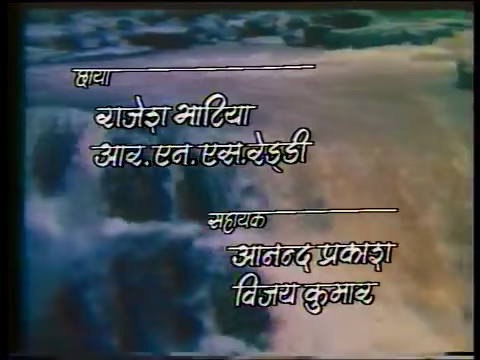 छाया
राजेश भाटिया
आर. एन. एस. रेड्डी
सहायक
आनन्द प्रकाश
विजय कुमार